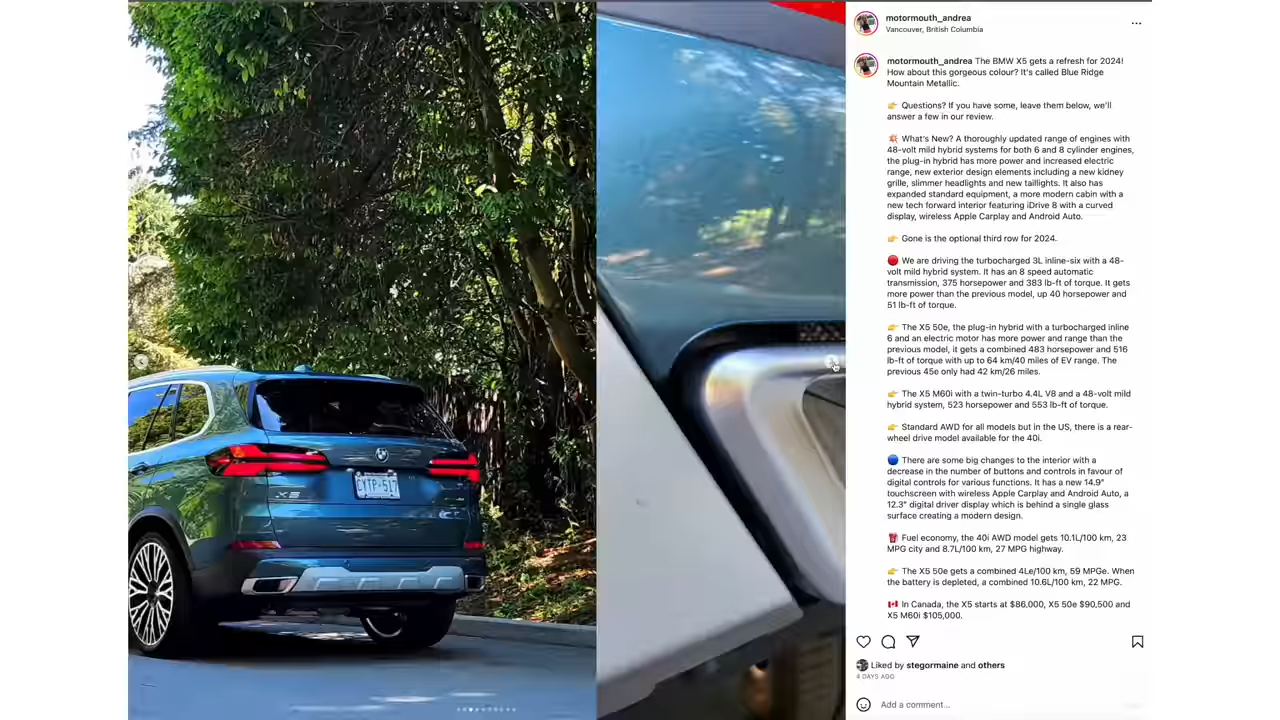 motormouth_andrea
Vancouver, British Columbia
motormouth_andrea The BMW X5 gets a refresh for 2024!
How about this gorgeous colour? It's called Blue Ridge
Mountain Metallic.
👉 Questions? If you have some, leave them below, we'll
answer a few in our review.
💥 What's New? A thoroughly updated range of engines with
48-volt mild hybrid systems for both 6 and 8 cylinder engines,
the plug-in hybrid has more power and increased electric
range, new exterior design elements including a new kidney
grille, slimmer headlights and new taillights. It also has
expanded standard equipment, a more modern cabin with a
new tech forward interior featuring iDrive 8 with a curved
display, wireless Apple Carplay and Android Auto.
👉 Gone is the optional third row for 2024.
🔴 We are driving the turbocharged 3L inline-six with a 48-
volt mild hybrid system. It has an 8 speed automatic
transmission, 375 horsepower and 383 lb-ft of torque. It gets
more power than the previous model, up 40 horsepower and
51 lb-ft of torque.
👉 The X5 50e, the plug-in hybrid with a turbocharged inline
6 and an electric motor has more power and range than the
previous model, it gets a combined 483 horsepower and 516
lb-ft of torque with up to 64 km/40 miles of EV range. The
previous 45e only had 42 km/26 miles.
👉 The X5 M60i with a twin-turbo 4.4L V8 and a 48-volt mild
hybrid system, 523 horsepower and 553 lb-ft of torque.
👉 Standard AWD for all models but in the US, there is a rear-
wheel drive model available for the 40i.
🔵 There are some big changes to the interior with a
decrease in the number of buttons and controls in favour of
digital controls for various functions. It has a new 14.9"
touchscreen with wireless Apple Carplay and Android Auto, a
12.3" digital driver display which is behind a single glass
surface creating a modern design.
⛽ Fuel economy, the 40i AWD model gets 10.1L/100 km, 23
MPG city and 8.7L/100 km, 27 MPG highway.
👉 The X5 50e gets a combined 4Le/100 km, 59 MPGe. When
the battery is depleted, a combined 10.6L/100 km, 22 MPG.
🇨🇦 In Canada, the X5 starts at $86,000, X5 50e $90,500 and
X5 M60i $105,000.
Liked by stegormaine and others
4 DAYS AGO
Add a comment...
X5
CYTP·517